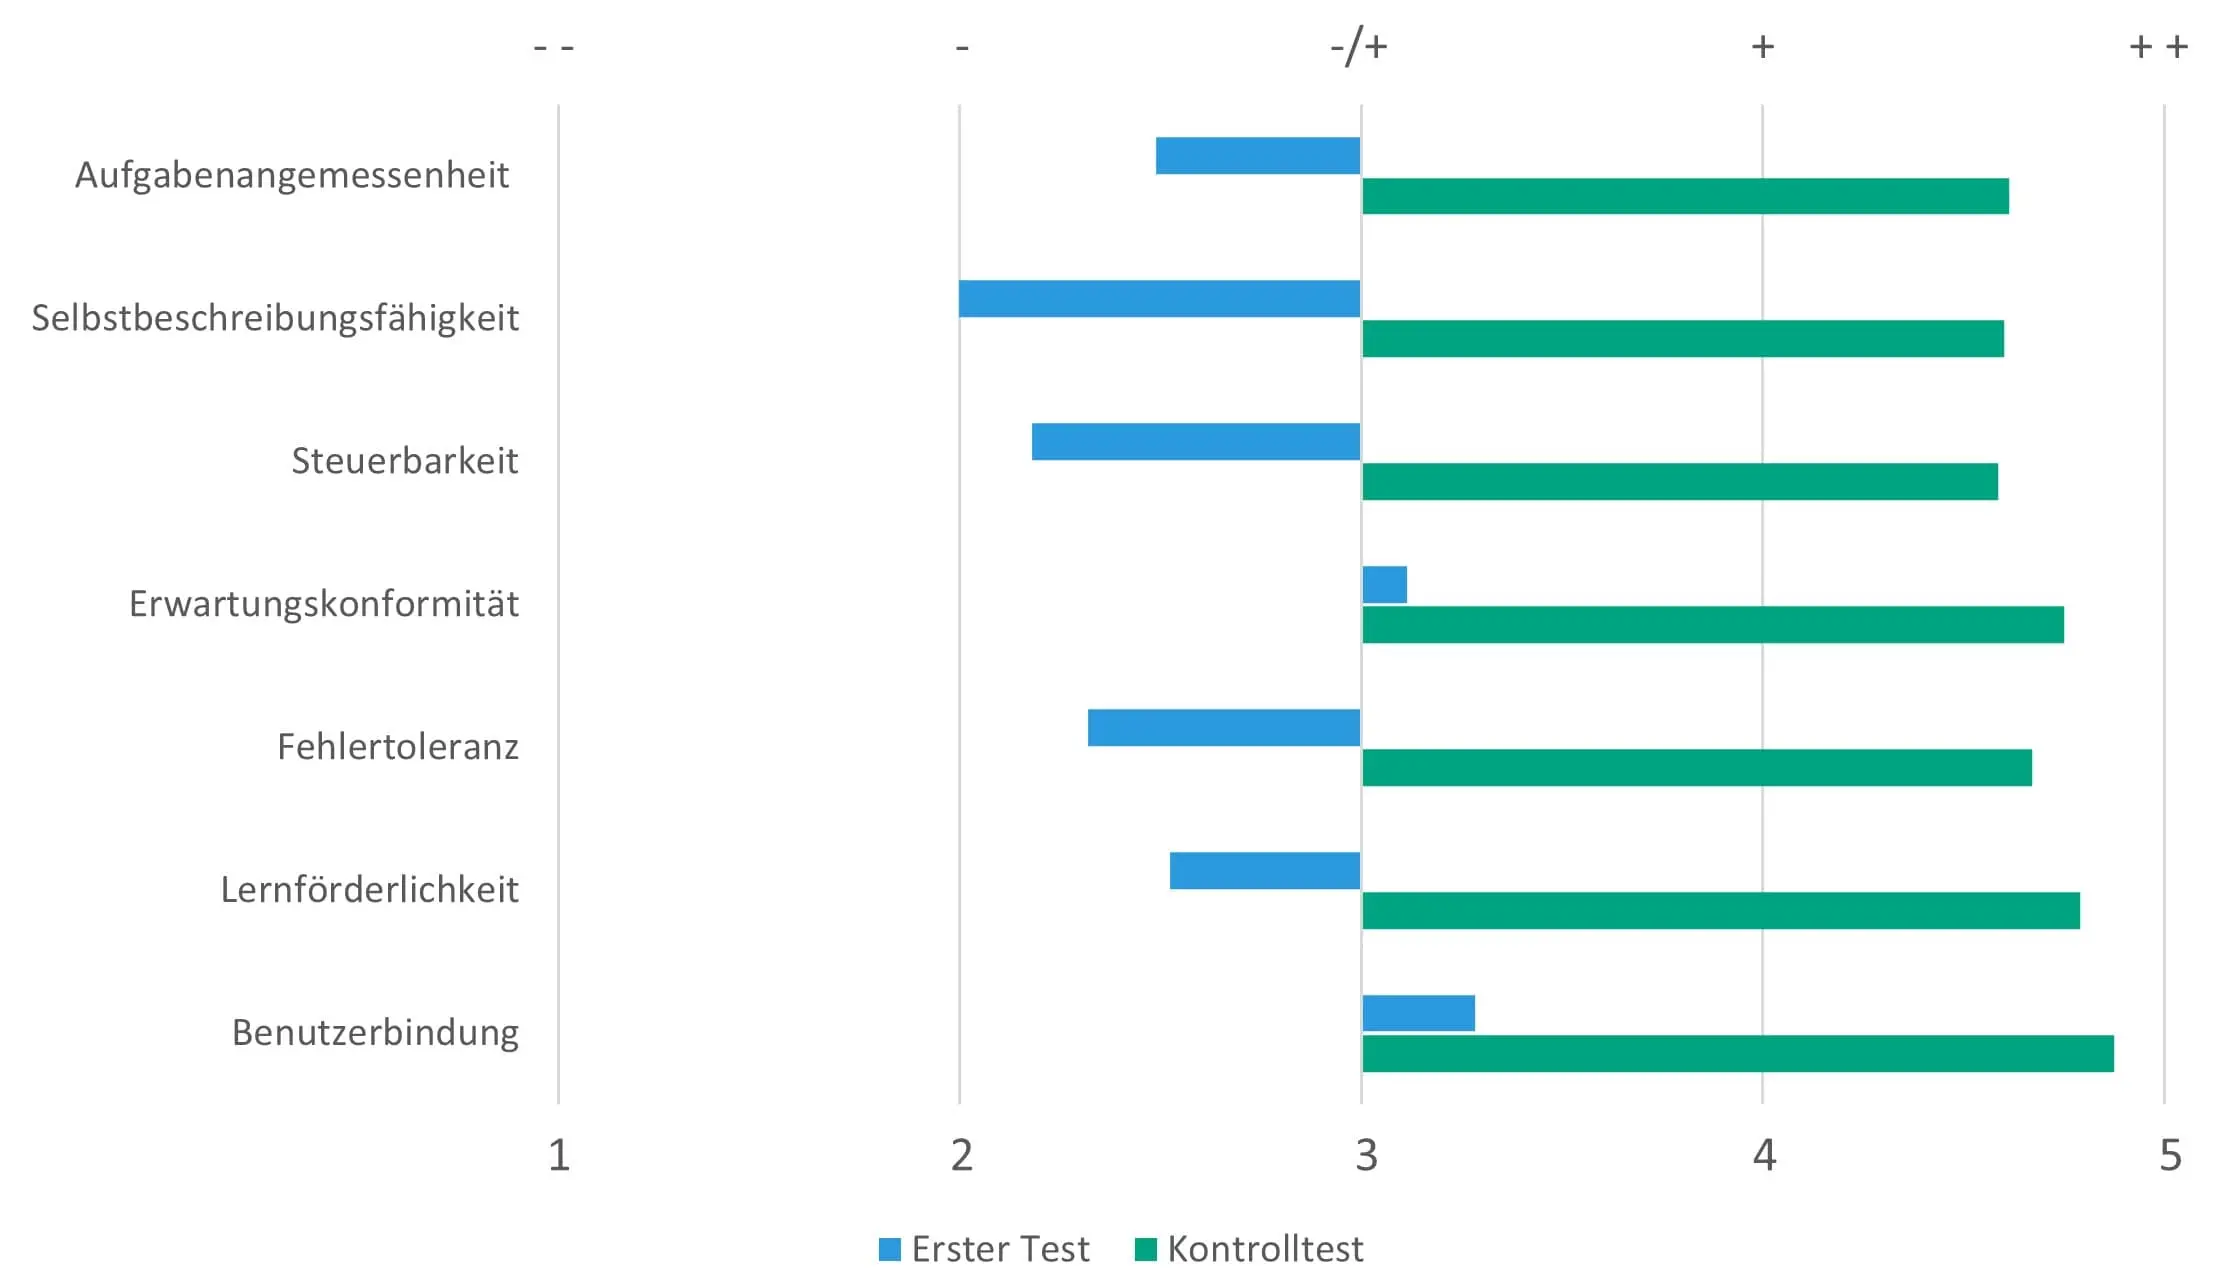 - - - -/+ + + +
Aufgabenangemessenheit
Selbstbeschreibungsfähigkeit
Steuerbarkeit
Erwartungskonformität
Fehlertoleranz
Lernförderlichkeit
Benutzerbindung
1 2 3 4 5
Erster Test Kontrolltest